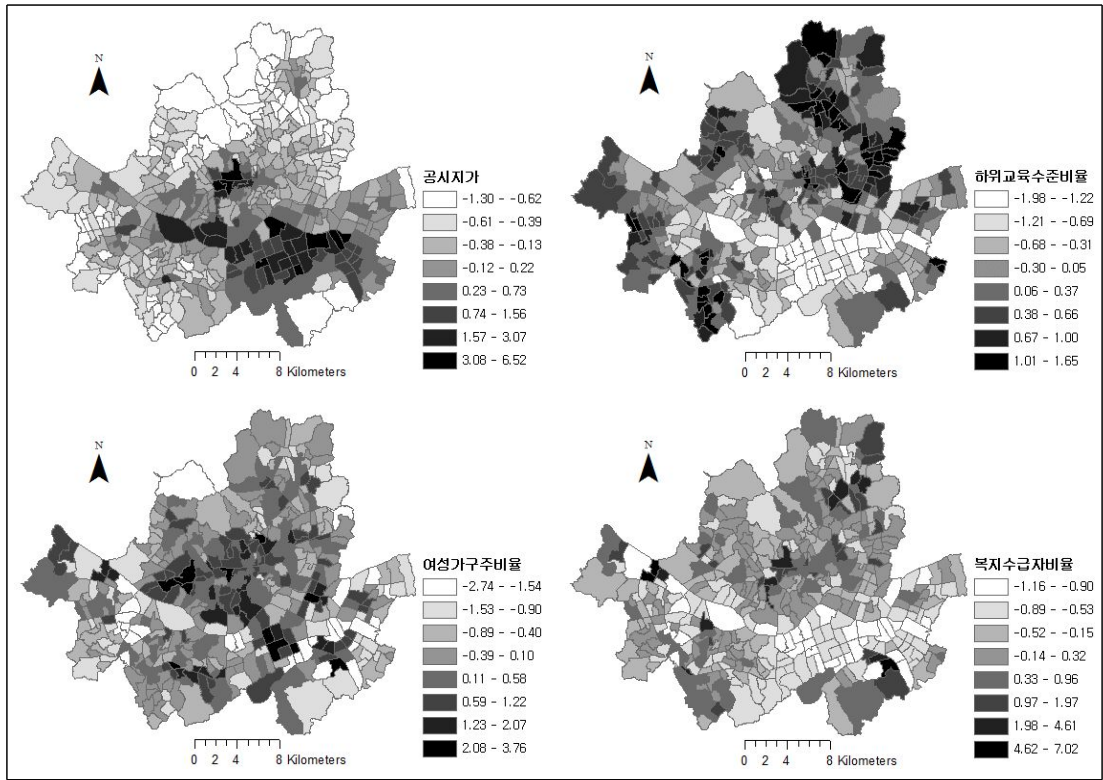 N
공시지가
-1.30 - -0.62
-0.61 - -0.39
-0.38 - -0.13
-0.12 - 0.22
0.23 - 0.73
0.74 - 1.56
1.57 - 3.07
3.08 - 6.52
0 2 4 8 Kilometers
N
하위교육수준비율
-1.98 - -1.22
-1.21 - -0.69
-0.68 - -0.31
-0.30 - 0.05
0.06 - 0.37
0.38 - 0.66
0.67 - 1.00
1.01 - 1.65
0 2 4 8 Kilometers
N
여성가구주비율
-2.74 - -1.54
-1.53 - -0.90
-0.89 - -0.40
-0.39 - 0.10
0.11 - 0.58
0.59 - 1.22
1.23 - 2.07
2.08 - 3.76
0 2 4 8 Kilometers
N
복지수급자비율
-1.16 - -0.90
-0.89 - -0.53
-0.52 - -0.15
-0.14 - 0.32
0.33 - 0.96
0.97 - 1.97
1.98 - 4.61
4.62 - 7.02
0 2 4 8 Kilometers